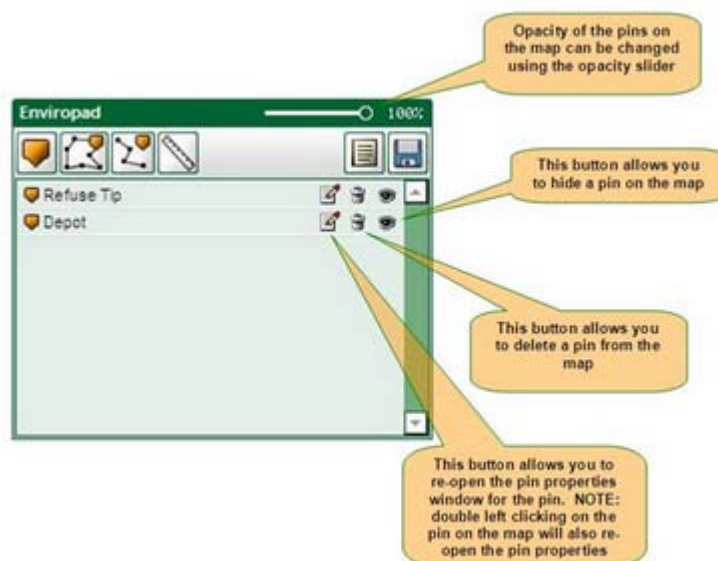 Opacity of the pins on
the map can be changed
using the opacity slider
Enviropad 100%
This button allows you
to hide a pin on the map
Refuse Tip
Depot
This button allows you
to delete a pin from the
map
This button allows you to
re-open the pin properties
window for the pin. NOTE:
double left clicking on the
pin on the map will also re-
open the pin properties